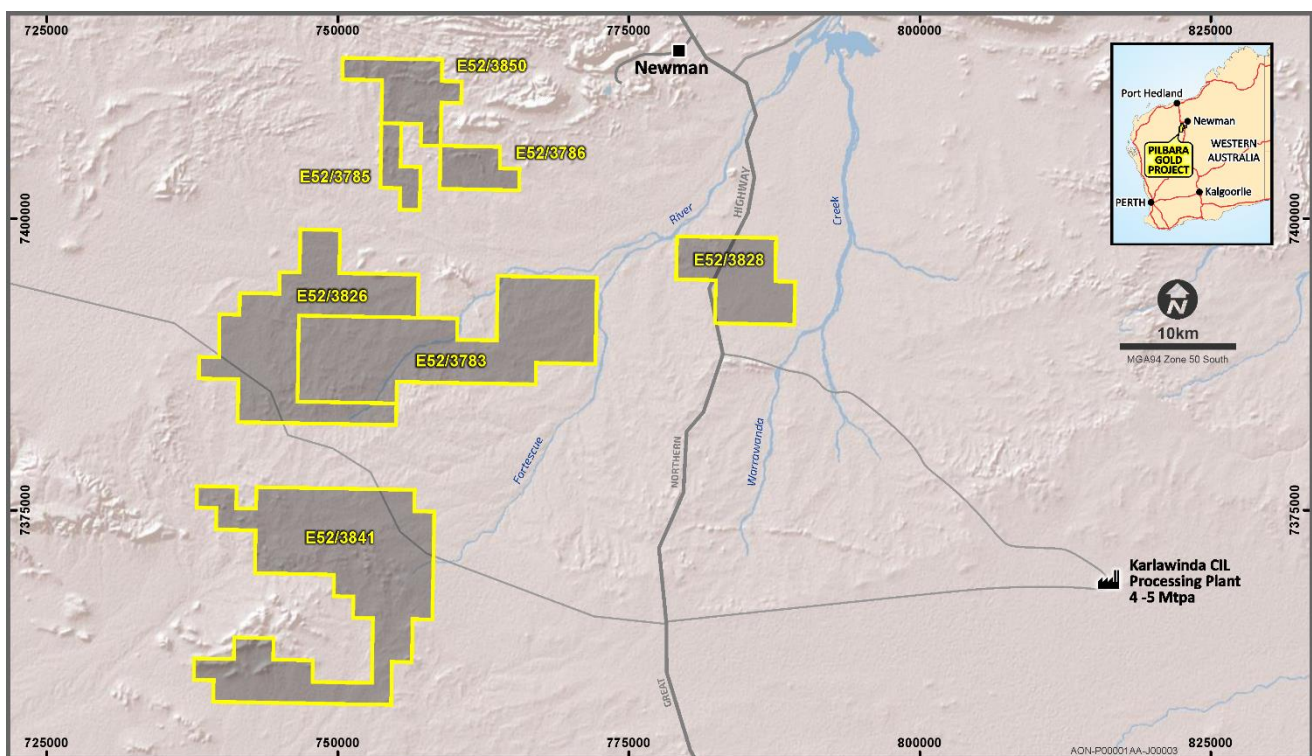 725000
750000
775000
800000
825000
E52/3850
Newman
Port Hedland
Newman
WESTERN
AUSTRALIA
PILBARA
GOLD
PROJECT
Kalgoorlie
PERTH
E52/3786
E52/3785
HIGHWAY
River
Creek
7400000
7400000
E52/3828
E52/3826
N
10km
MGA94 Zone 50 South
E52/3783
Fortescue
NORTHERN
Warrawanda
7375000
7375000
E52/3841
Karlawinda CIL
Processing Plant
4 -5 Mtpa
GREAT
725000
750000
775000
800000
825000
AON-P00001AA-J00003